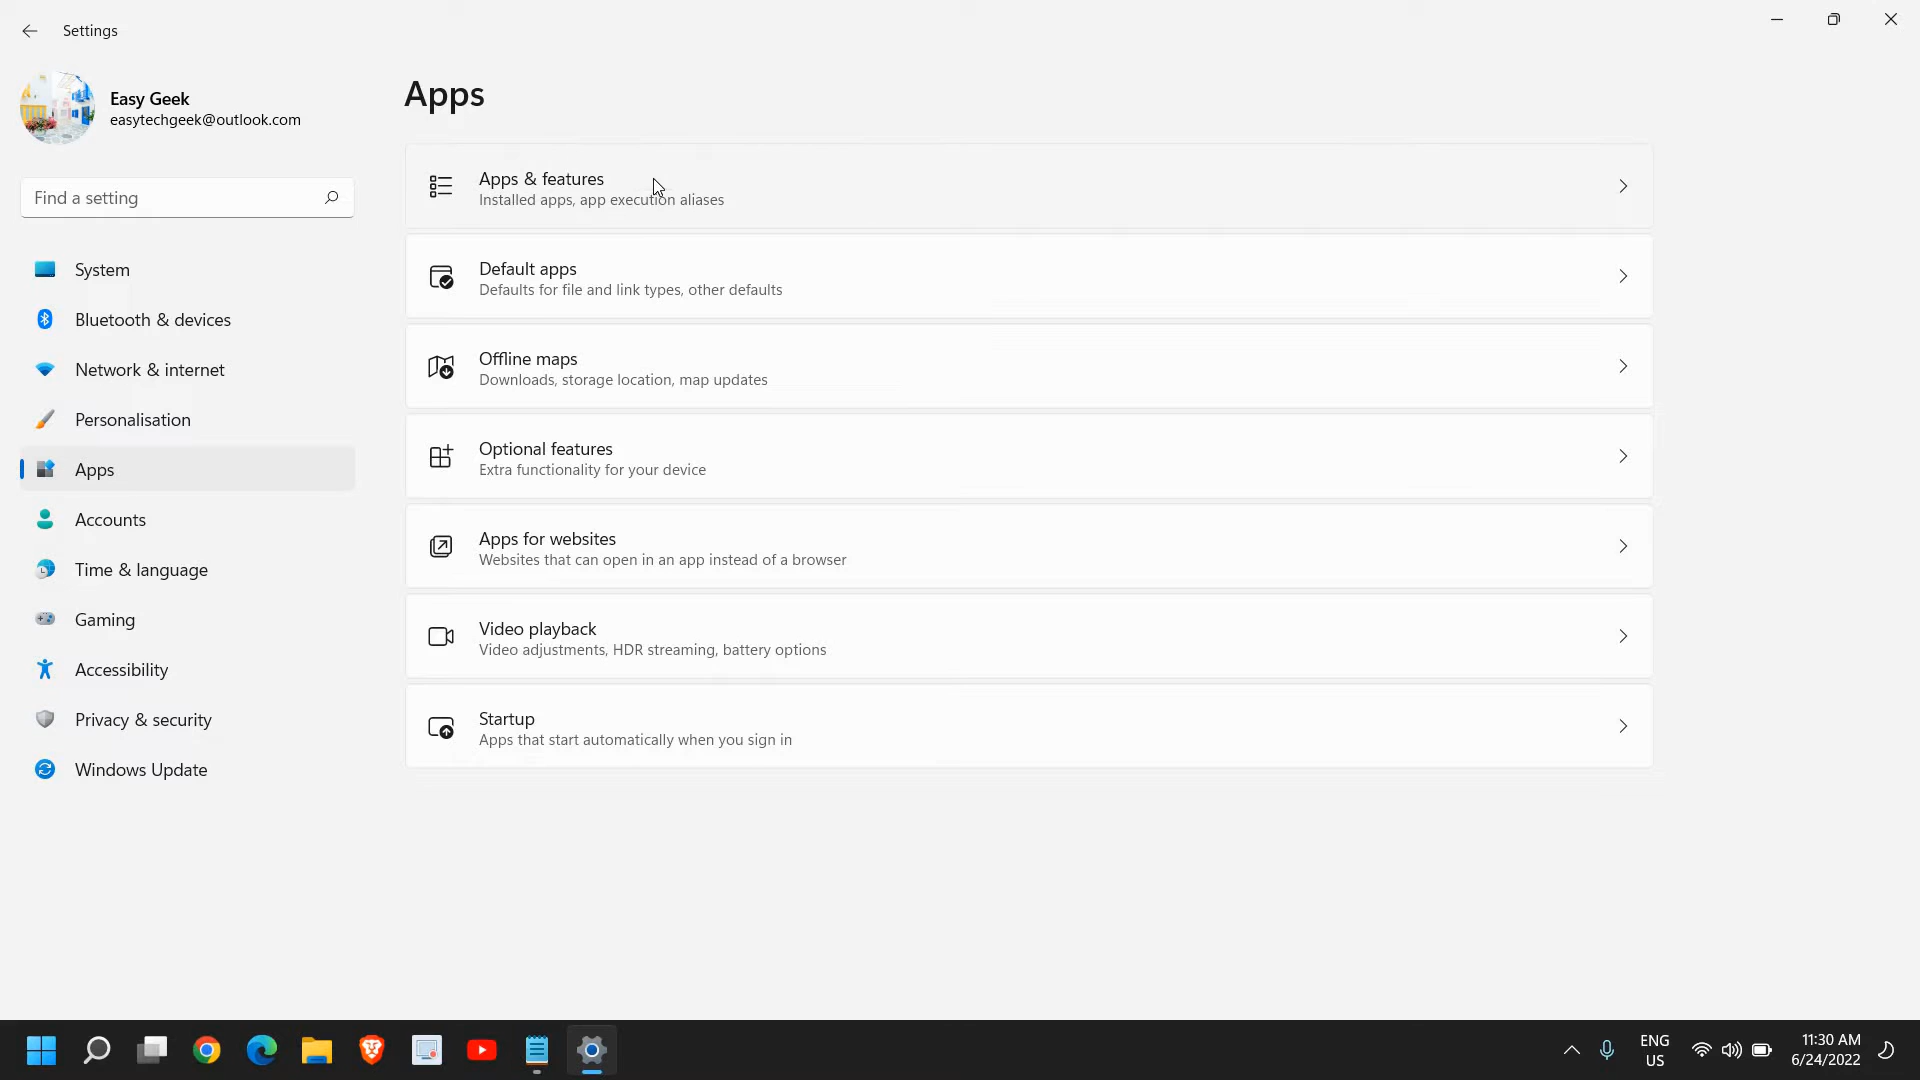 Settings
Easy Geek
easytechgeek@outlook.com
Find a setting
System
Bluetooth & devices
Network & internet
Personalisation
Apps
Accounts
Time & language
Gaming
Accessibility
Privacy & security
Windows Update
Apps
Apps & features
Installed apps, app execution aliases
Default apps
Defaults for file and link types, other defaults
Offline maps
Downloads, storage location, map updates
Optional features
Extra functionality for your device
Apps for websites
Websites that can open in an app instead of a browser
Video playback
Video adjustments, HDR streaming, battery options
Startup
Apps that start automatically when you sign in
ENG
US
11:30 AM
6/24/2022